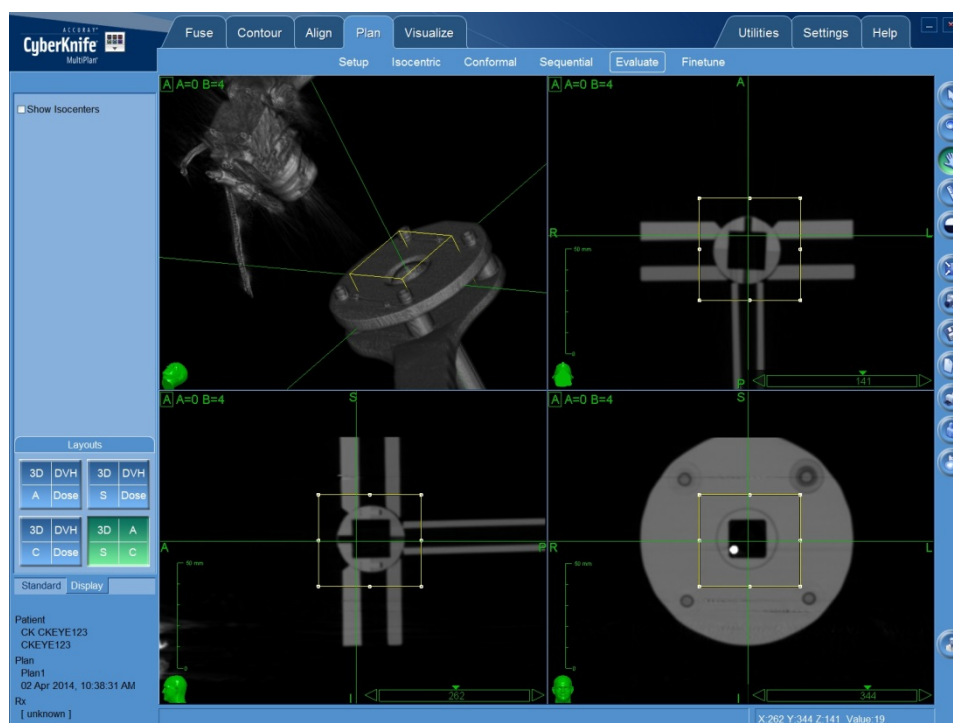 ACCURAY
CyberKnife
MultiPlan
Fuse Contour Align Plan Visualize Utilities Settings Help
Setup Isocentric Conformal Sequential Evaluate Finetune
Show Isocenters
A A=0 B=4
A A=0 B=4
A
R
L
50 mm
0
P
141
A A=0 B=4
S
A
P
50 mm
0
I
262
A A=0 B=4
S
R
L
50 mm
0
I
344
Layouts
3D DVH 3D DVH
A Dose S Dose
3D DVH 3D A
C Dose S C
Standard Display
Patient
CK CKEYE123
CKEYE123
Plan
Plan1
02 Apr 2014, 10:38:31 AM
Rx
[ unknown ]
X:262 Y:344 Z:141 Value:19